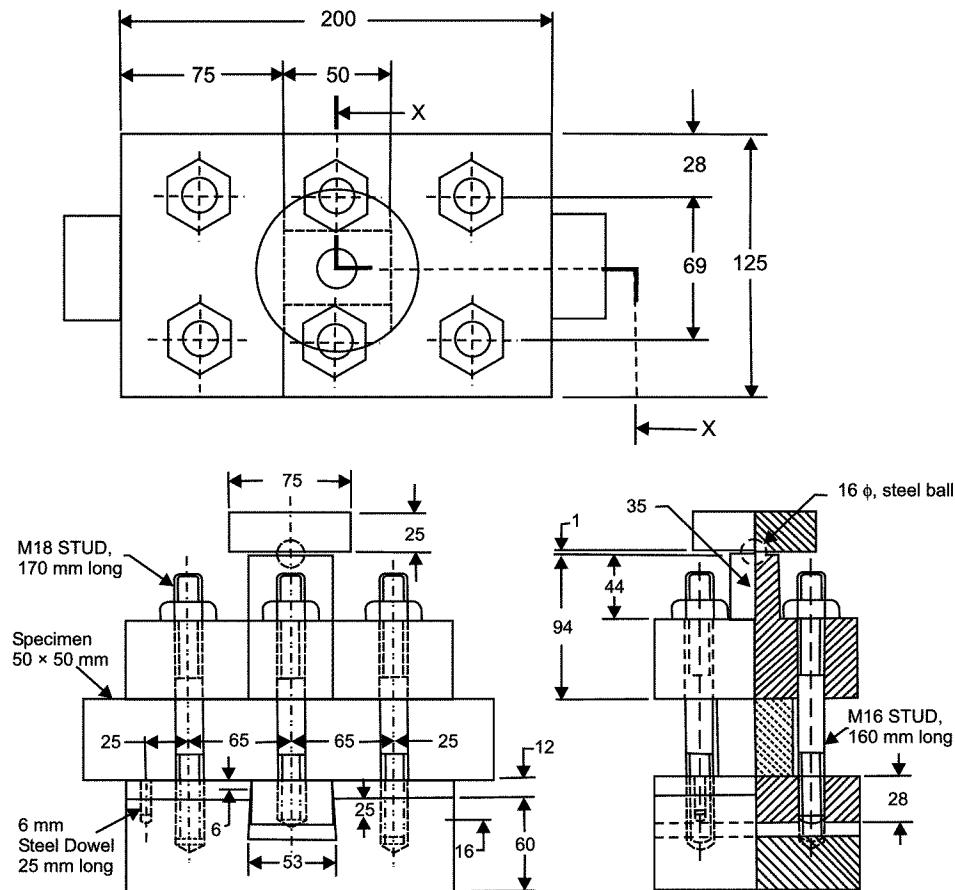 200
75
50
X
28
69
125
X
75
25
M18 STUD,
170 mm long
Specimen
50 × 50 mm
25
65
65
25
12
6 mm
Steel Dowel
25 mm long
6
25
16
60
53
16 ϕ, steel ball
35
1
44
94
M16 STUD,
160 mm long
28